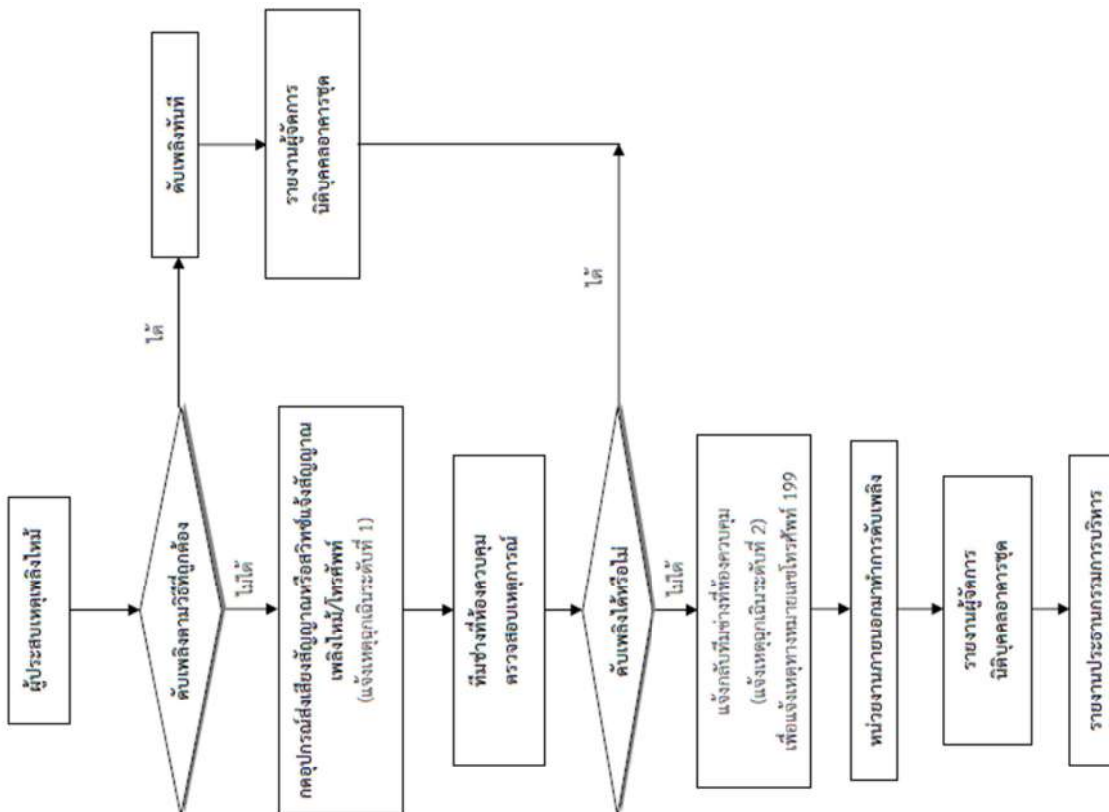 ผู้ประสบเหตุเพลิงไหม้
ดับเพลิงตามวิธีที่ถูกต้อง
ได้
ดับเพลิงทันที
รายงานผู้จัดการ
นิติบุคคลอาคารชุด
ไม่ได้
กดอุปกรณ์ส่งเสียงสัญญาณหรือสวิทซ์แจ้งสัญญาณ
เพลิงไหม้/โทรศัพท์
(แจ้งเหตุฉุกเฉินระดับที่ 1)
ทีมช่างที่ห้องควบคุม
ตรวจสอบเหตุการณ์
ดับเพลิงได้หรือไม่
ได้
ไม่ได้
แจ้งกลับทีมช่างที่ห้องควบคุม
(แจ้งเหตุฉุกเฉินระดับที่ 2)
เพื่อแจ้งเหตุทางหมายเลขโทรศัพท์ 199
หน่วยงานภายนอกมาทำการดับเพลิง
รายงานผู้จัดการ
นิติบุคคลอาคารชุด
รายงานประธานกรรมการบริหาร